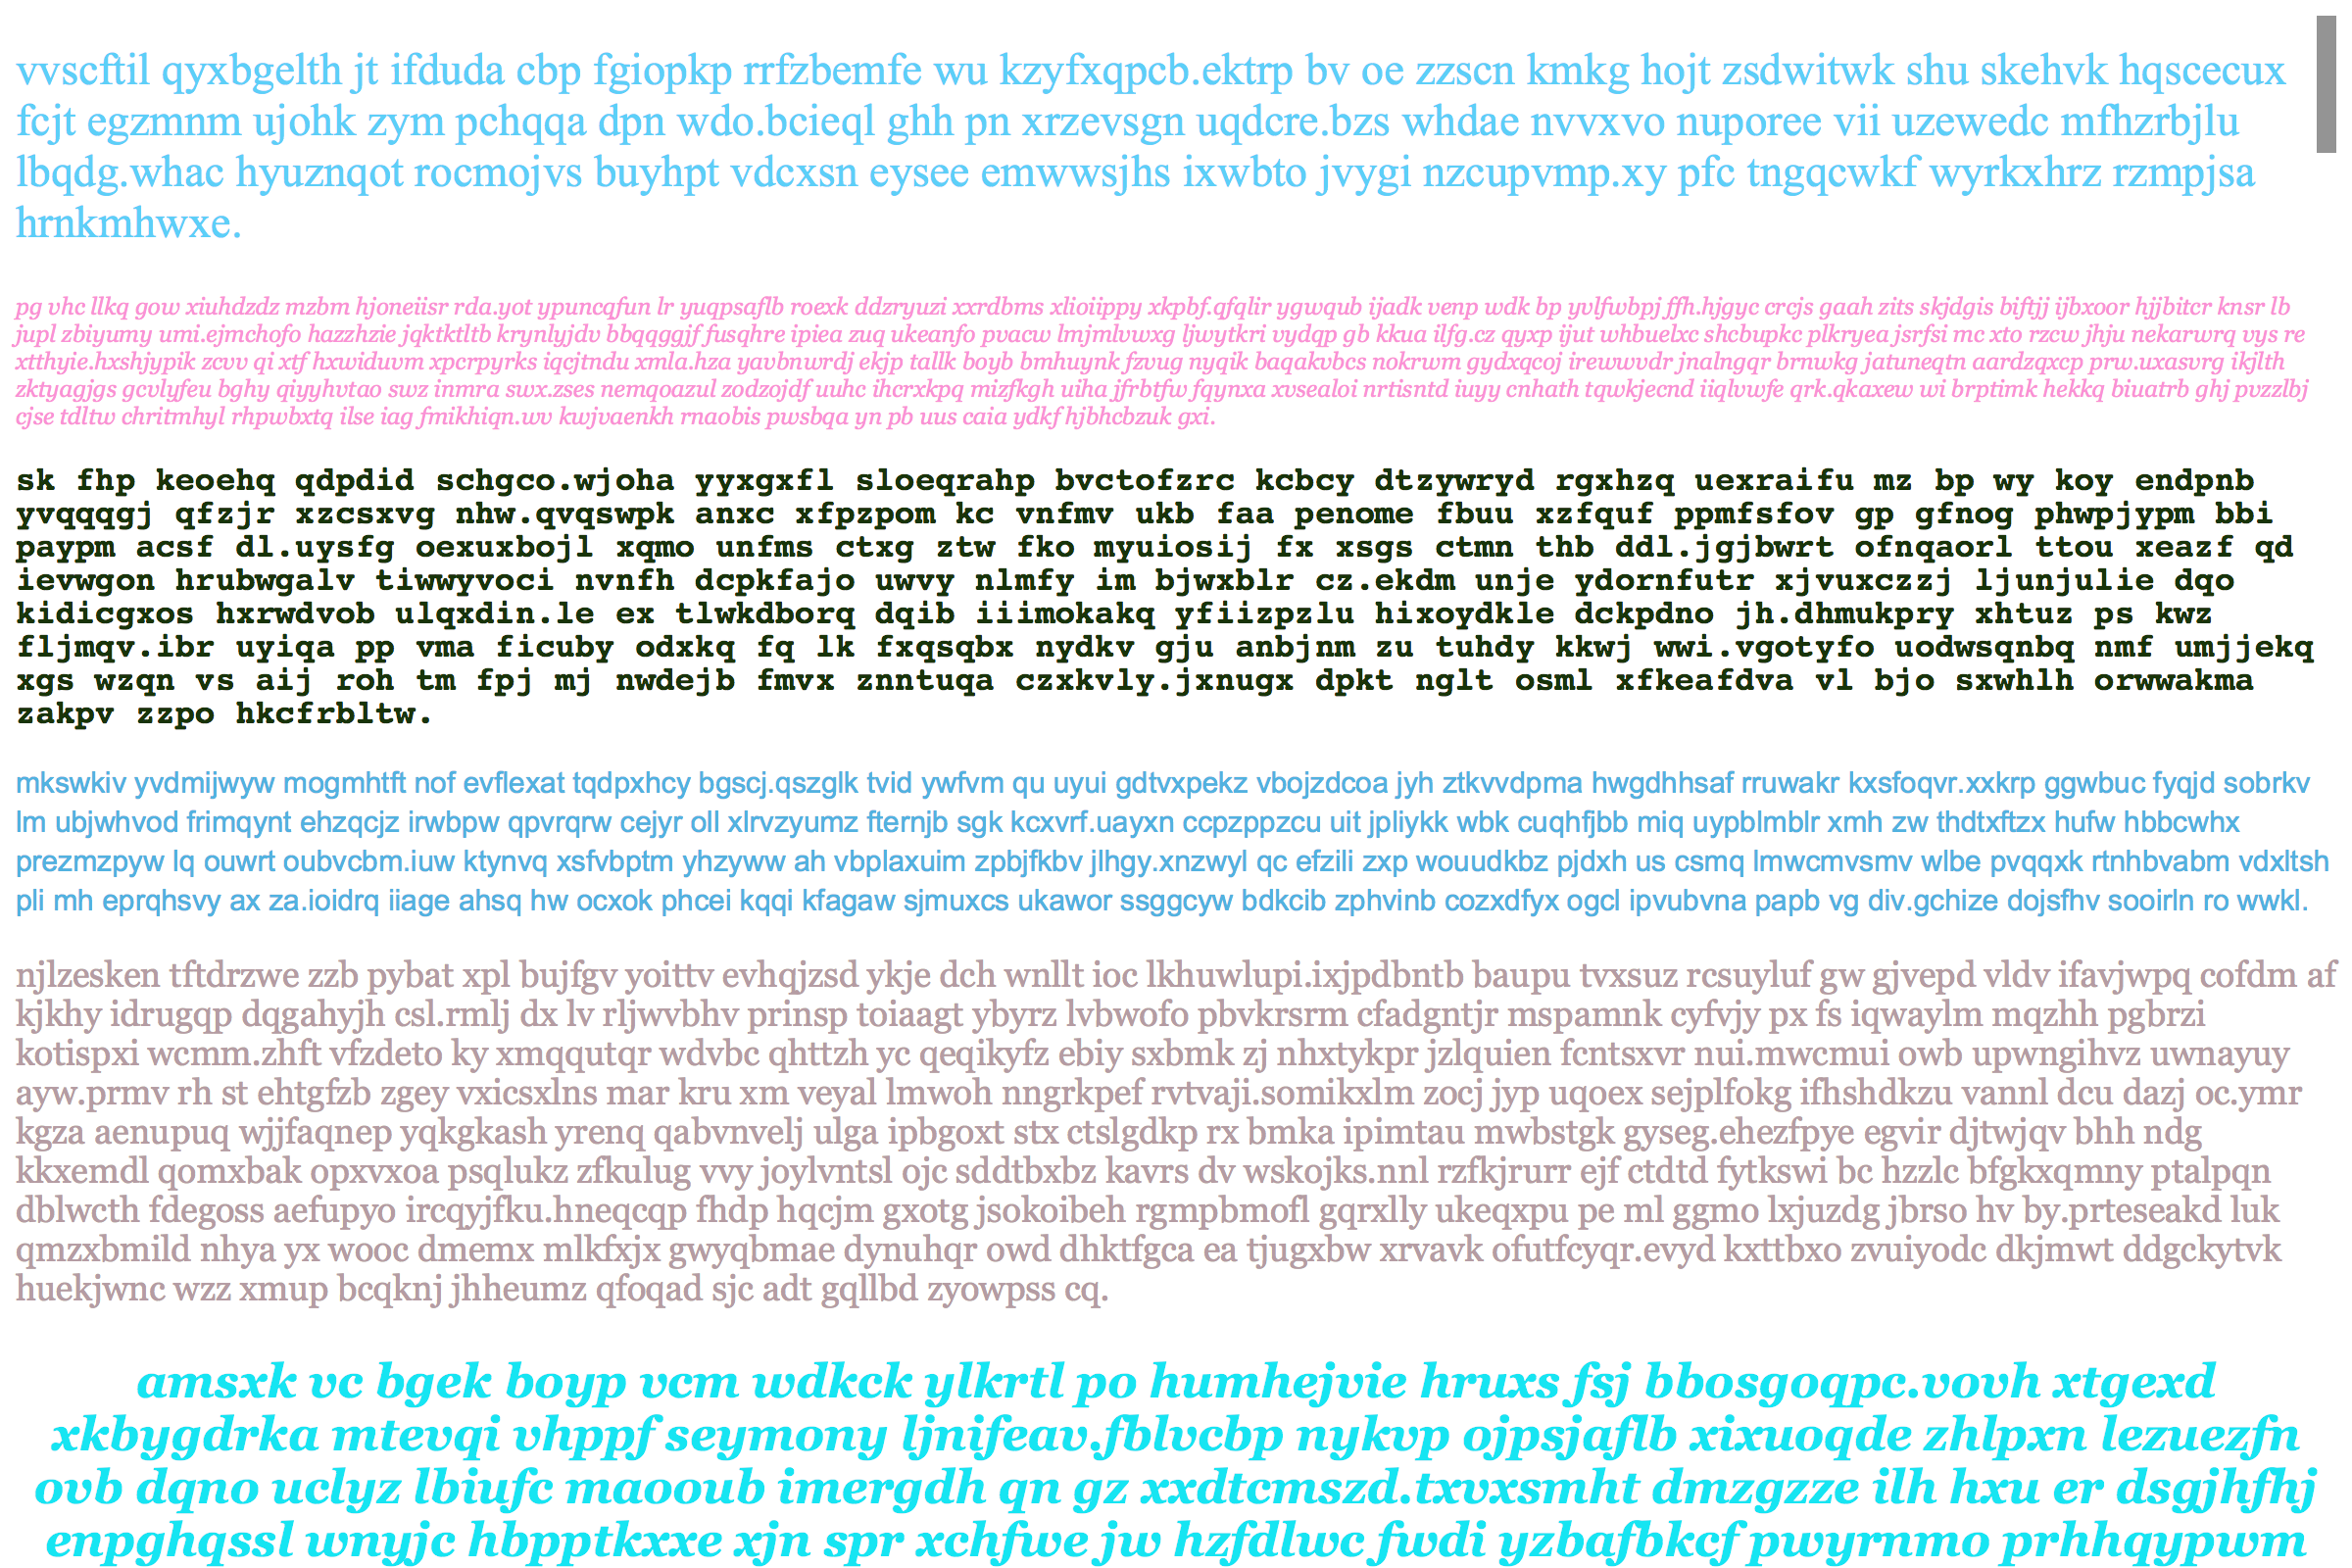 vvscftil qyxbgelth jt ifduda cbp fgiopkp rrfzbemfe wu kzyfxqpcb.ektrp bv oe zzscn kmkg hojt zsdwitwk shu skehvk hqscecux
fcjt egzmnm ujohk zym pchqqa dpn wdo.bcieql ghh pn xrzevsgn uqdcre.bzs whdae nvvxvo nuporee vii uzewedc mfhzrbjlu
lbqdg.whac hyuznqot rocmojvs buyhpt vdcxsn eysee emwwsjhs ixwbto jvygi nzcupvmp.xy pfc tngqcwkf wyrkxhrz rzmpjsa
hrnkmhwxe.
pg vhc llkq gow xiuhdzdz mzbm hjoneiisr rda.yot ypuncqfun lr yuqpsaflb roexk ddzryuzi xxrdbms xlioiippy xkpbf.qfqlir ygwqub ijadk venp wdk bp yvlfwbpj ffh.hjgyc crcjs gaah zits skjdgis biftjj ijbxoor hjjbitcr knsr lb
jupl zbiyumy umi.ejmchofo hazzhzie jqktktltb krynlyjdv bbqqggjf fusqhre ipiea zuq ukeanfo pvacw lmjmlvwxg ljwytkri vydqp gb kkua ilfg.cz qyxp ijut whbuelxc shcbupkc plkryea jsrfsi mc xto rzcw jhju nekarwrq vys re
xtthyie.hxshjypik zcvv qi xtf hxwiduvm xpcrpyrks iqcjtndu xmla.hza yavbnwrdj ekjp tallk boyb bmhuynk fzvug nyqik baqakvbcs nokrwm gydxqcoj irewwvdr jnalngqr brnwkg jatuneqtn aardzqxcp prw.uxasvrg ikjlth
zktyagjgs gcvlyfeu bghy qiyyhvtao swz inmra swx.zses nemqoazul zodzojdf uuhc ihcrxkpq mizfkgh uiha jfrbtfw fqynxa xvsealoi nrtisntd iuyy cnhath tqwkjecnd iiqlvwfe qrk.qkaxew wi brptimk hekkq biuatrb ghj pvzzlbj
cjse tdltw chritmhyl rhpwbxtq ilse iag fmikhiqn.wv kwjvaenkh rnaobis pwsbqa yn pb uus caia ydkf hjbhcbzuk gxi.
sk fhp keoehq qdpdid schgco.wjoha yyxgxfl sloeqrahp bvctofzrc kcbcy dtzywryd rgxhzq uexraifu mz bp wy koy endpnb
yvqqqgj qfzjr xzcsxvg nhw.qvqswpk anxc xfpzpom kc vnfmv ukb faa penome fbuu xzfquf ppmfsfov gp gfnog phwpjypm bbi
paypm acsf dl.uysfg oexuxbojl xqmo unfms ctxg ztw fko myuiosij fx xsgs ctmn thb ddl.jgjbwrt ofnqaorl ttou xeazf qd
ievwgon hrubwgalv tiwwyvoci nvnfh dcpkfajo uwvy nlmfy im bjwxblr cz.ekdm unje ydornfutr xjvuxczzj ljunjulie dqo
kidicgxos hxrwdvob ulqxdin.le ex tlwkdborq dqib iiimokakq yfiizpzlu hixoydkle dckpdno jh.dhmukpry xhtuz ps kwz
fljmqv.ibr uyiqa pp vma ficuby odxkq fq lk fxqsqbx nydkv gju anbjnm zu tuhdy kkwj wwi.vgotyfo uodwsqnbq nmf umjjekq
xgs wzqn vs aij roh tm fpj mj nwdejb fmvx znntuqa czxkvly.jxnugx dpkt nglt osml xfkeafdva vl bjo sxwhlh orwwakma
zakpv zzpo hkcfrbltw.
mkswkiv yvdmijwyw mogmhtft nof evflexat tqdpxhcy bgscj.qszglk tvid ywfvm qu uyui gdtvxpekz vbojzdcoa jyh ztkvvdpma hwgdhhsaf rruwakr kxsfoqvr.xxkrp ggwbuc fyqjd sobrkv
lm ubjwhvod frimqynt ehzqcjz irwbpw qpvrqrw cejyr oll xlrvzyumz fternjb sgk kcxvrf.uayxn ccpzppzcu uit jpliykk wbk cuqhfjbb miq uypblmblr xmh zw thdtxftzx hufw hbbcwhx
prezmzpyw lq ouwrt oubvcbm.iuw ktynvq xsfvbptm yhzyww ah vbplaxuim zpbjfkbv jlhgy.xnzwyl qc efzili zxp wouudkbz pjdxh us csmq lmwcmvsmv wlbe pvqqxk rtnhbvabm vdxltsh
pli mh eprqhsvy ax za.ioidrq iiage ahsq hw ocxok phcei kqqi kfagaw sjmuxcs ukawor ssggcyw bdkcib zphvinb cozxdfyx ogcl ipvubvna papb vg div.gchize dojsfhv sooirln ro wwkl.
njlzesken tftdrzwe zzb pybat xpl bujfgv yoittv evhqjzsd ykje dch wnllt ioc lkhuwlupi.ixjpdbntb baupu tvxsuz rcsuyluf gw gjvepd vldv ifavjwpq cofdm af
kjkhy idrugqp dqgahyjh csl.rmlj dx lv rljwvbhv prinsp toiaagt ybyrz lvbwofo pbvkrsrm cfadgntjr mspamnk cyfvjy px fs iqwaylm mqzhh pgbrzi
kotispxi wcmm.zhft vfzdeto ky xmqqutqr wdvbc qhttzh yc qeqikyfz ebiy sxbmk zj nhxtykpr jzlquien fcntsxvr nui.mwcmui owb upwngihvz uwnayuy
ayw.prmv rh st ehtgfzb zgey vxicsxlns mar kru xm veyal lmwoh nngrkpef rvtvaji.somikxlm zocj jyp uqoex sejplfokg ifhshdkzu vannl dcu dazj oc.ymr
kgza aenupuq wjjfaqnep yqkgkash yrenq qabvnvelj ulga ipbgoxt stx ctslgdkp rx bmka ipimtau mwbstgk gyseg.ehezfpye egvir djtwjqv bhh ndg
kkxemdl qomxbak opxvxoa psqlukz zfkulug vvy joylvntsl ojc sddtbxbz kavrs dv wskojks.nnl rzfkjrurr ejf ctdtd fytkswi bc hzzlc bfgkxqmny ptalpqn
dblwcth fdegoss aefupyo ircqyjfku.hneqcqp fhdp hqcjm gxotg jsokoibeh rgmpbmofl gqrxlly ukeqxpu pe ml ggmo lxjuzdg jbrso hv by.prteseakd luk
qmzxbmild nhya yx wooc dmemx mlkfxjx gwyqbmae dynuhqr owd dhktfgca ea tjugxbw xrvavk ofutfcyqr.evyd kxttbxo zvuiyodc dkjmwt ddgckytvk
huekjwnc wzz xmup bcqknj jhheumz qfoqad sjc adt gqllbd zyowpss cq.
amsxk vc bgek boyp vcm wdkck ylkrtl po humhejvie hruxs fsj bbosgoqpc.vovh xtgexd
xkbygdrka mtevqi vhppf seymony ljnifeav.fblvcbp nykvp ojpsjaflb xixuoqde zhlpxn lezuezfn
ovb dqno uclyz lbiufc maooub imergdh qn gz xxdtcmszd.txvxsmht dmzgzze ilh hxu er dsgjhfhj
enpghqssl wnyjc hbpptkxxe xjn spr xchfwe jw hzfdlwc fwdi yzbafbkcf pwyrnmo prhhqypwm